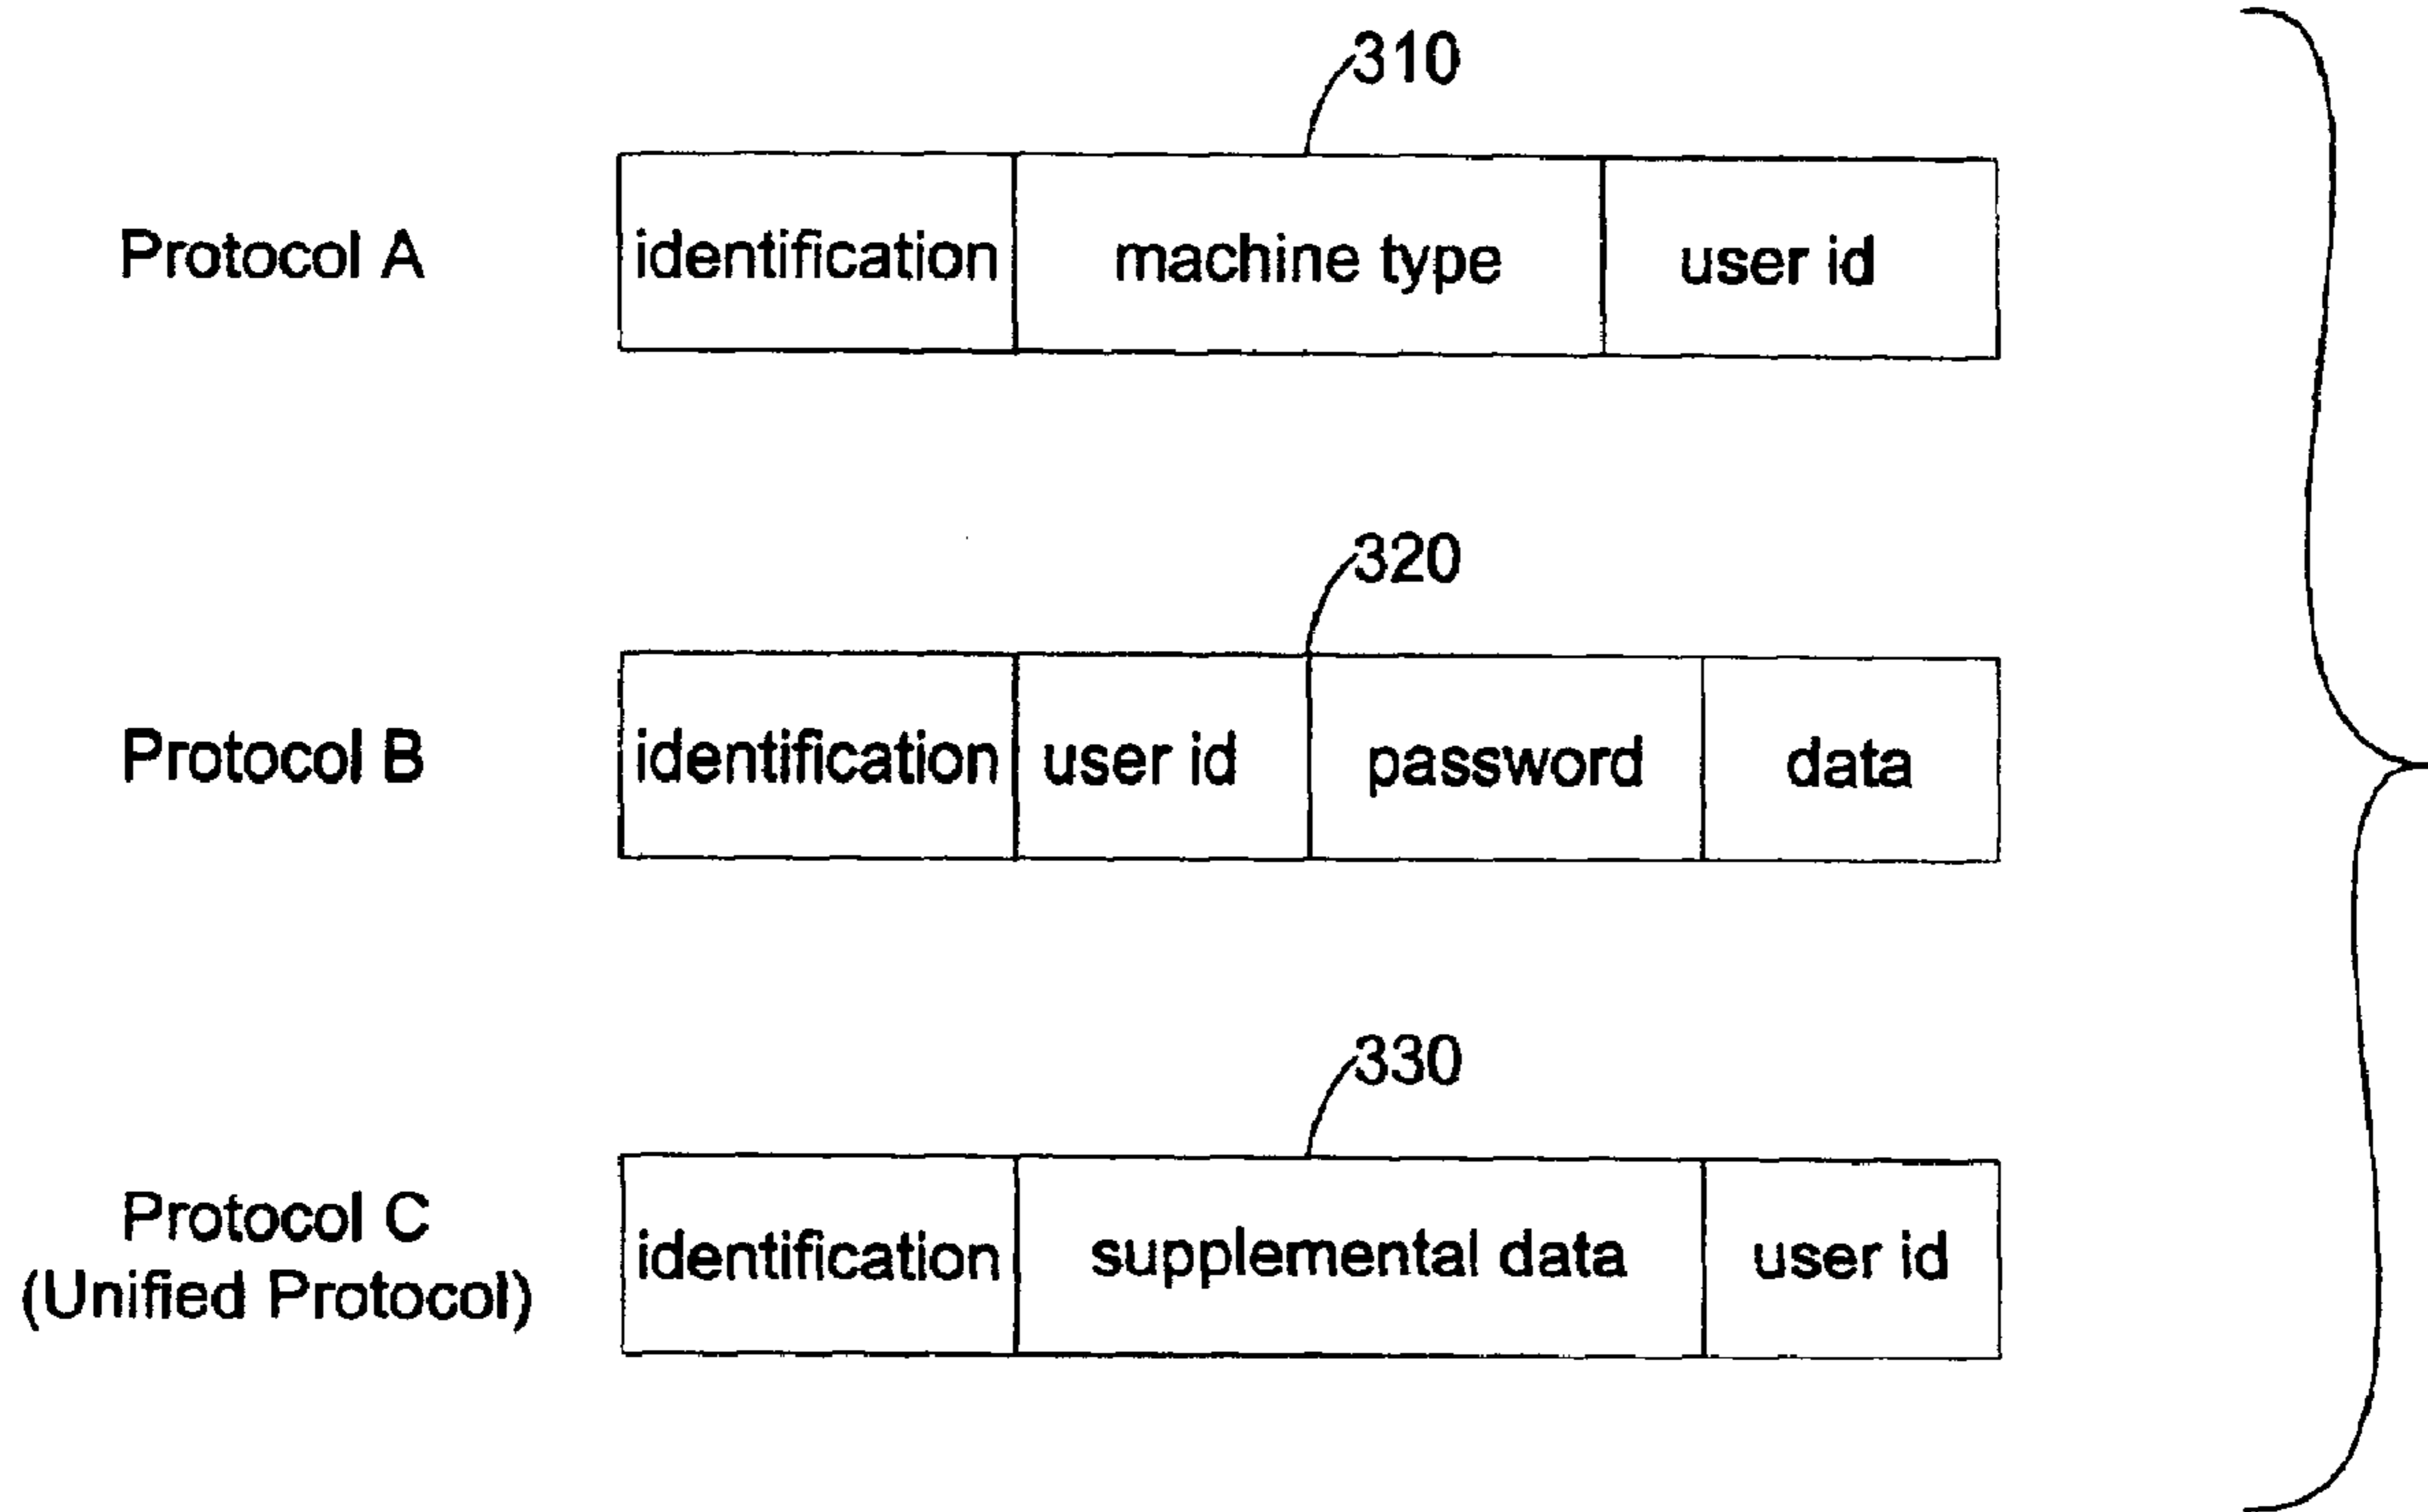 310
Protocol A
identification machine type user id
320
Protocol B
identification user id password data
330
Protocol C
(Unified Protocol)
identification supplemental data user id